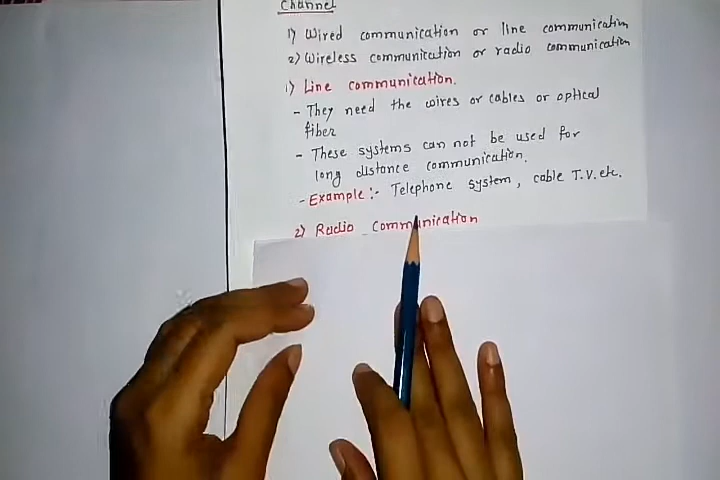 Channel
1) Wired communication or line communication
2) Wireless communication or radio communication
1) Line communication.
- They need the wires or cables or optical
fiber
- These systems can not be used for
long distance communication.
- Example :- Telephone system, cable T.V. etc.
2) Radio communication